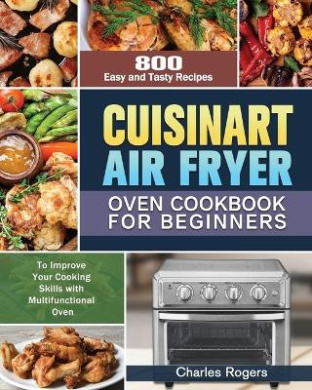 800
Easy and Tasty Recipes
CUISINART
AIR FRYER
OVEN COOKBOOK
FOR BEGINNERS
To Improve
Your Cooking
Skills with
Multifunctional
Oven
Charles Rogers